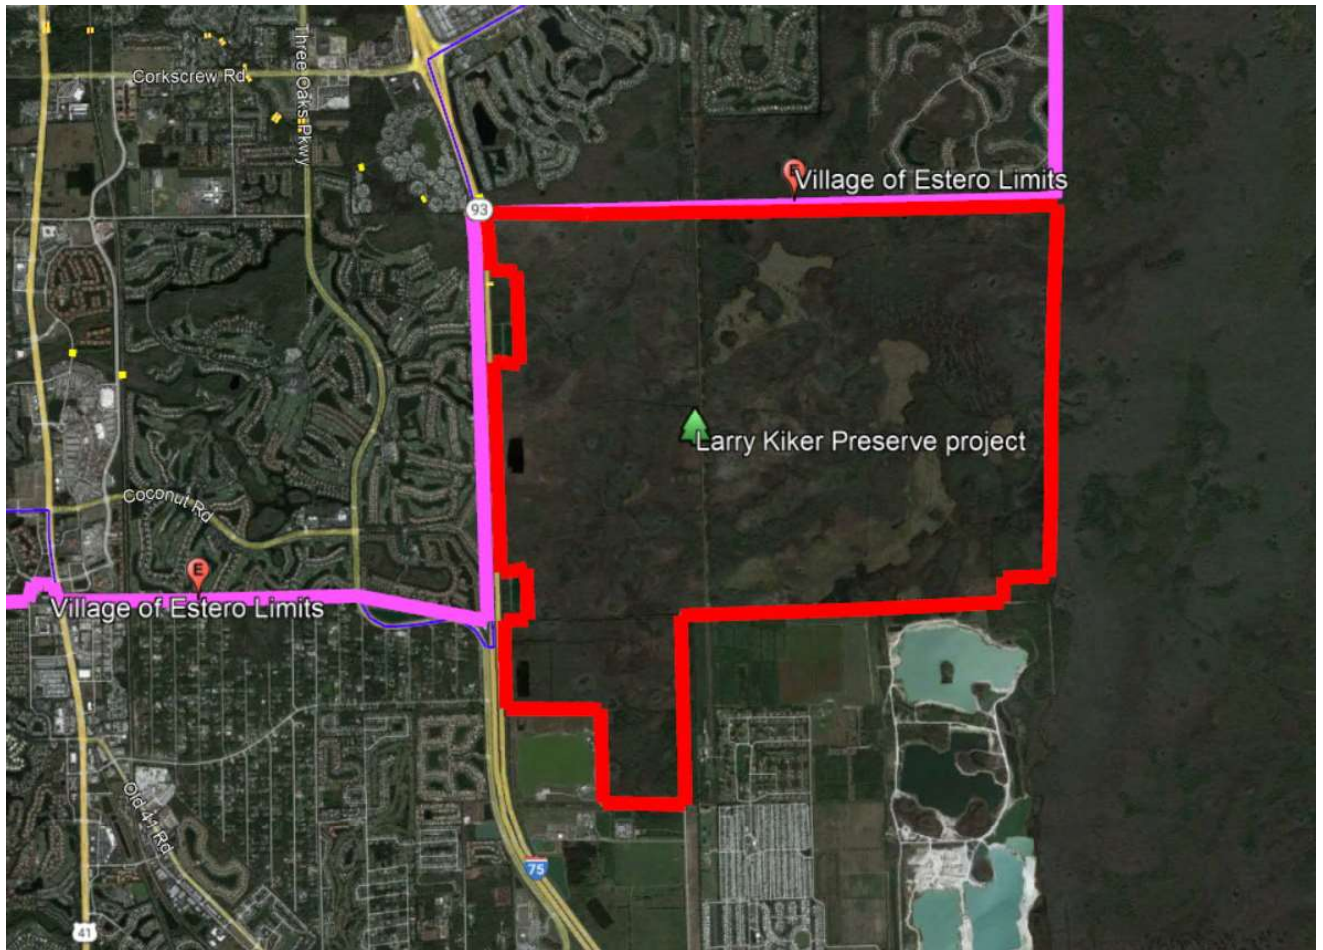 Corkscrew Rd
Three Oaks Pkwy
E
Village of Estero Limits
93
Larry Kiker Preserve project
Coconut Rd
E
Village of Estero Limits
Old 41 Rd
75
41